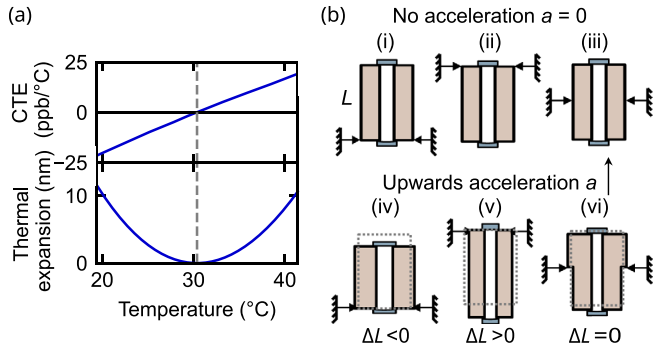 (a)
25
0
−25
CTE
(ppb/°C)
10
0
Thermal
expansion (nm)
20
30
40
Temperature (°C)
(b)
No acceleration a = 0
(i)
(ii)
(iii)
L
Upwards acceleration a
(iv)
(v)
(vi)
ΔL<0
ΔL>0
ΔL=0